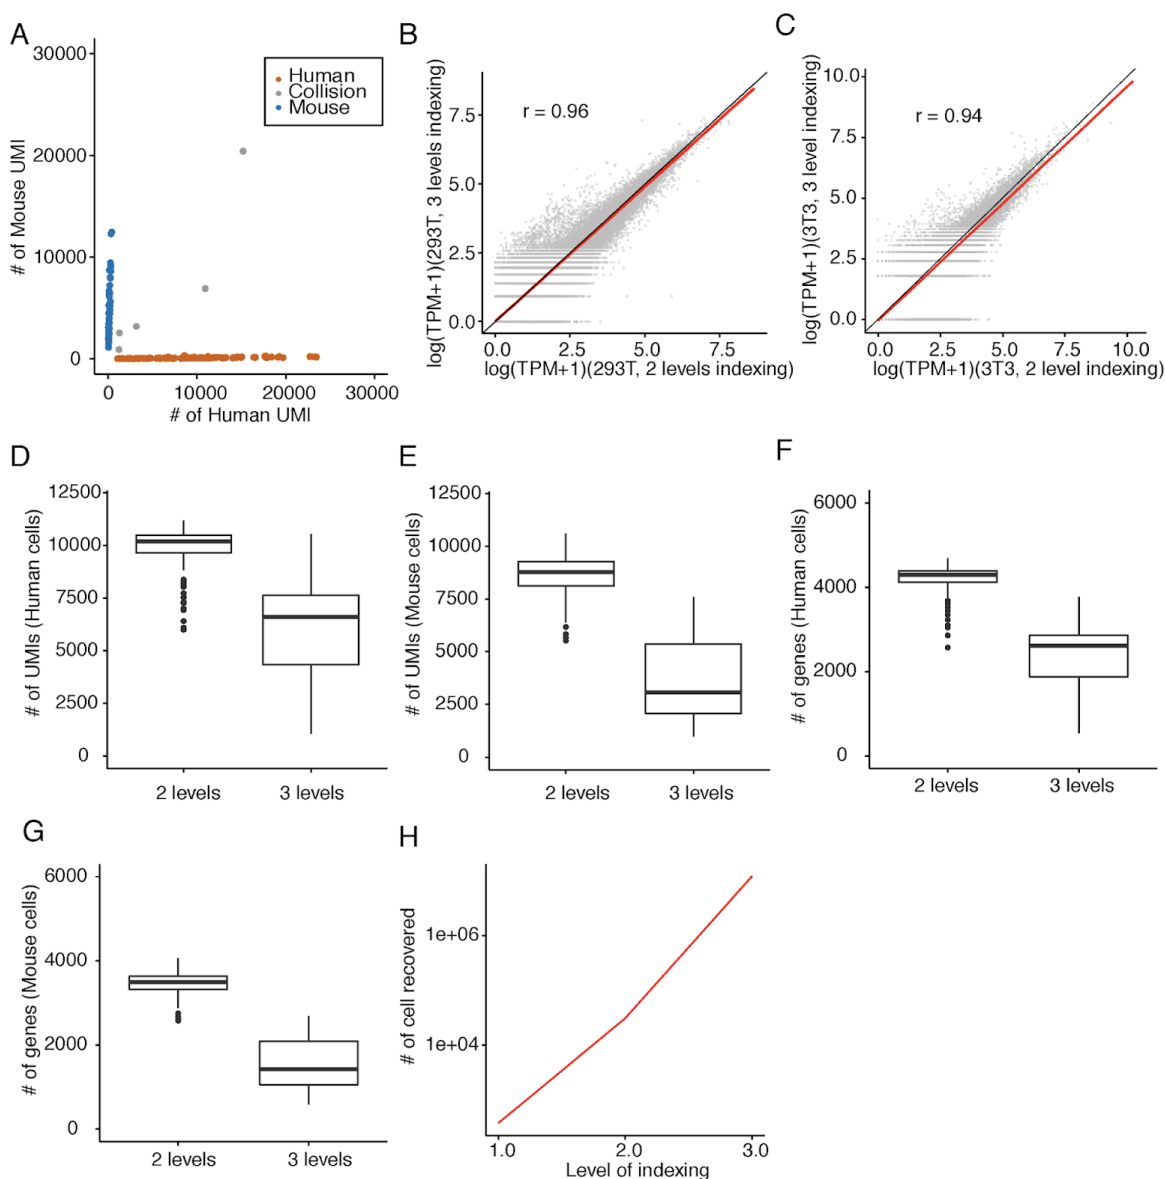 A
# of Mouse UMI
30000
20000
10000
0
Human
Collision
Mouse
0
10000
20000
30000
# of Human UMI
B
log(TPM+1)(293T, 3 levels indexing)
r = 0.96
7.5
5.0
2.5
0.0
0.0
2.5
5.0
7.5
log(TPM+1)(293T, 2 levels indexing)
C
log(TPM+1)(3T3, 3 level indexing)
r = 0.94
10.0
7.5
5.0
2.5
0.0
0.0
2.5
5.0
7.5
10.0
log(TPM+1)(3T3, 2 level indexing)
D
# of UMIs (Human cells)
12500
10000
7500
5000
2500
0
2 levels
3 levels
E
# of UMIs (Mouse cells)
12500
10000
7500
5000
2500
0
2 levels
3 levels
F
# of genes (Human cells)
6000
4000
2000
0
2 levels
3 levels
G
# of genes (Mouse cells)
6000
4000
2000
0
2 levels
3 levels
H
# of cell recovered
1e+06
1e+04
1.0
2.0
3.0
Level of indexing